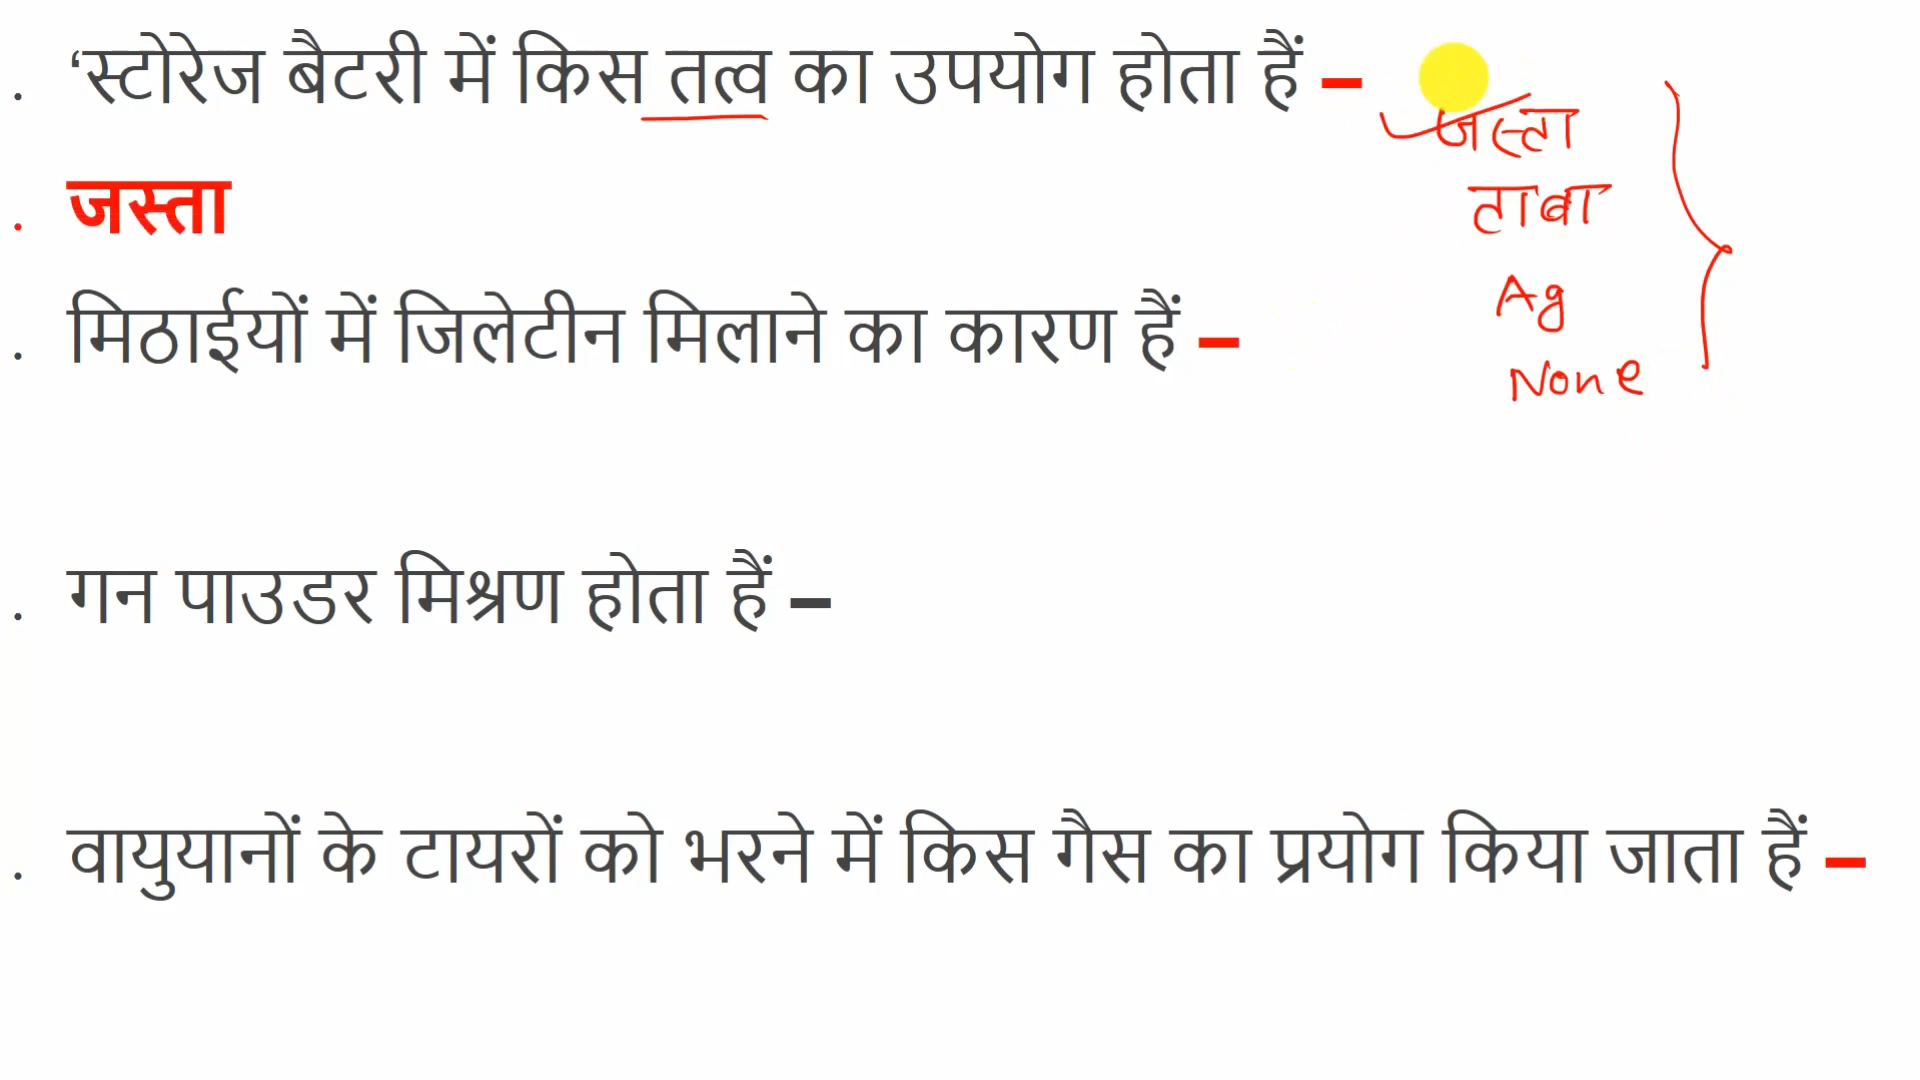 . ‘स्टोरेज बैटरी में किस तत्व का उपयोग होता हैं –
जस्ता
. जस्ता
ताबा
Ag
. मिठाईयों में जिलेटीन मिलाने का कारण हैं –
None
. गन पाउडर मिश्रण होता हैं –
. वायुयानों के टायरों को भरने में किस गैस का प्रयोग किया जाता हैं –